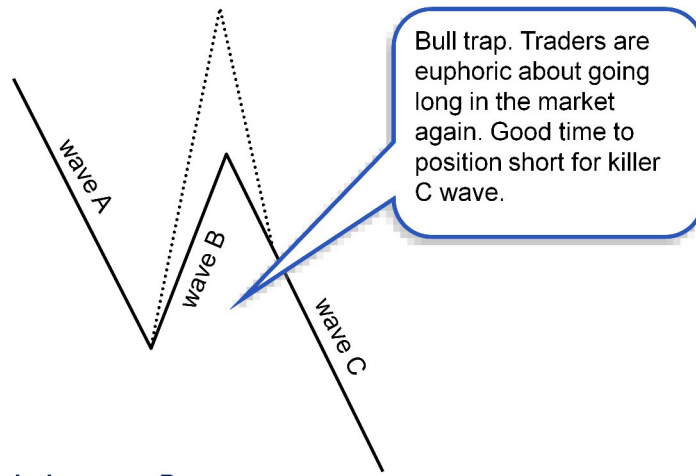 Bull trap. Traders are
euphoric about going
long in the market
again. Good time to
position short for killer
C wave.
wave A
wave B
wave C